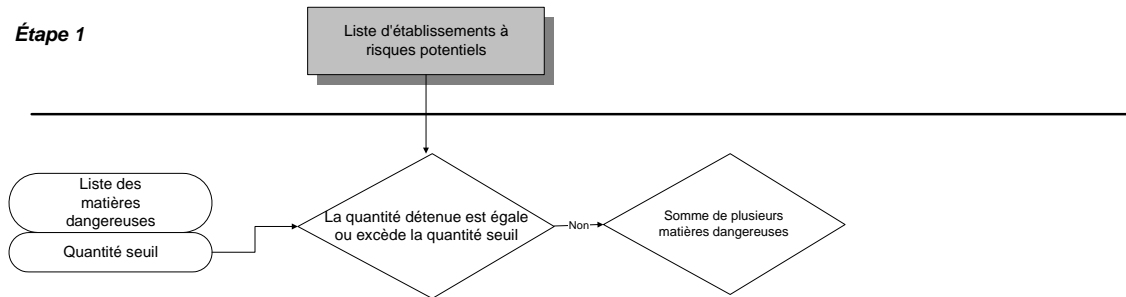 Étape 1
Liste d'établissements à
risques potentiels
Liste des
matières
dangereuses
Quantité seuil
La quantité détenue est égale
ou excède la quantité seuil
Non
Somme de plusieurs
matières dangereuses